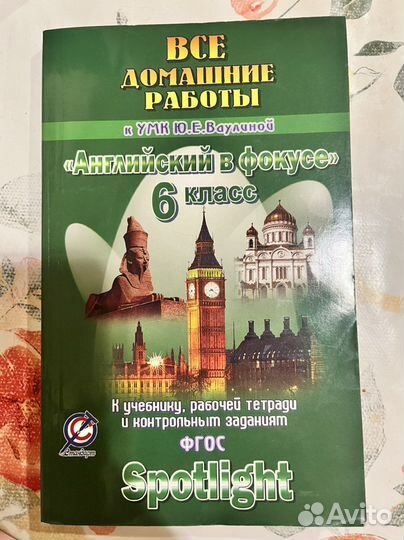 ВСЕ
ДОМАШНИЕ
РАБОТЫ
к УМК Ю.Е.Ваулиной
«Английский в фокусе»
6 класс
К учебнику, рабочей тетради
и контрольным заданиям
ФГОС
Spotlight
Avito